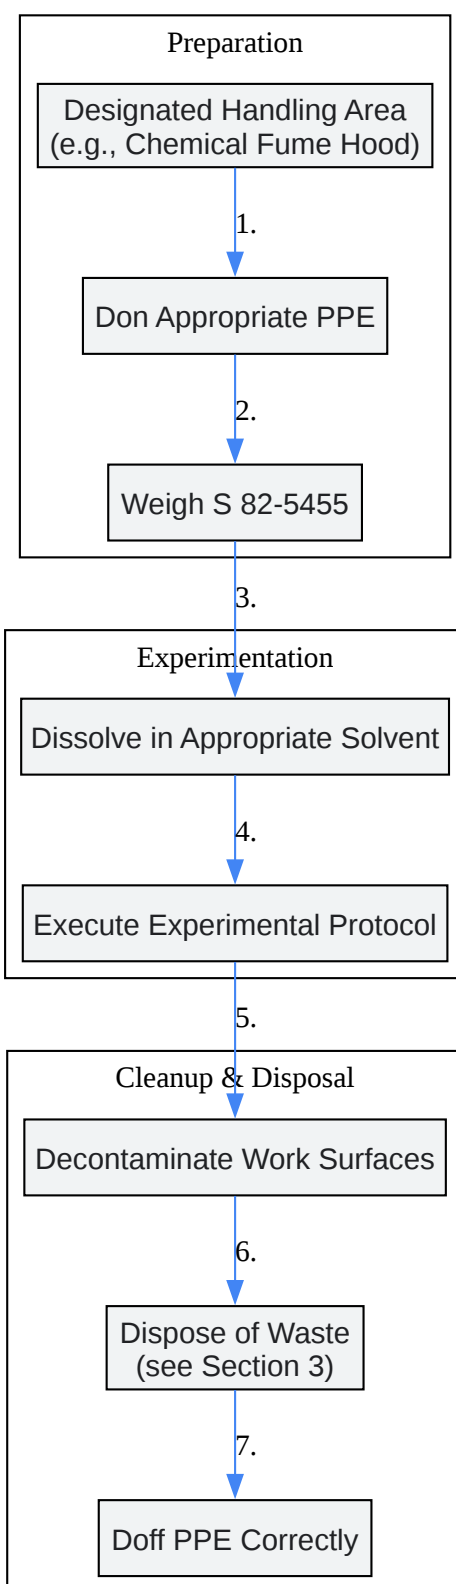 Preparation
Designated Handling Area
(e.g., Chemical Fume Hood)
1.
Don Appropriate PPE
2.
Weigh S 82-5455
3.
Experimentation
Dissolve in Appropriate Solvent
4.
Execute Experimental Protocol
5.
Cleanup & Disposal
Decontaminate Work Surfaces
6.
Dispose of Waste
(see Section 3)
7.
Doff PPE Correctly